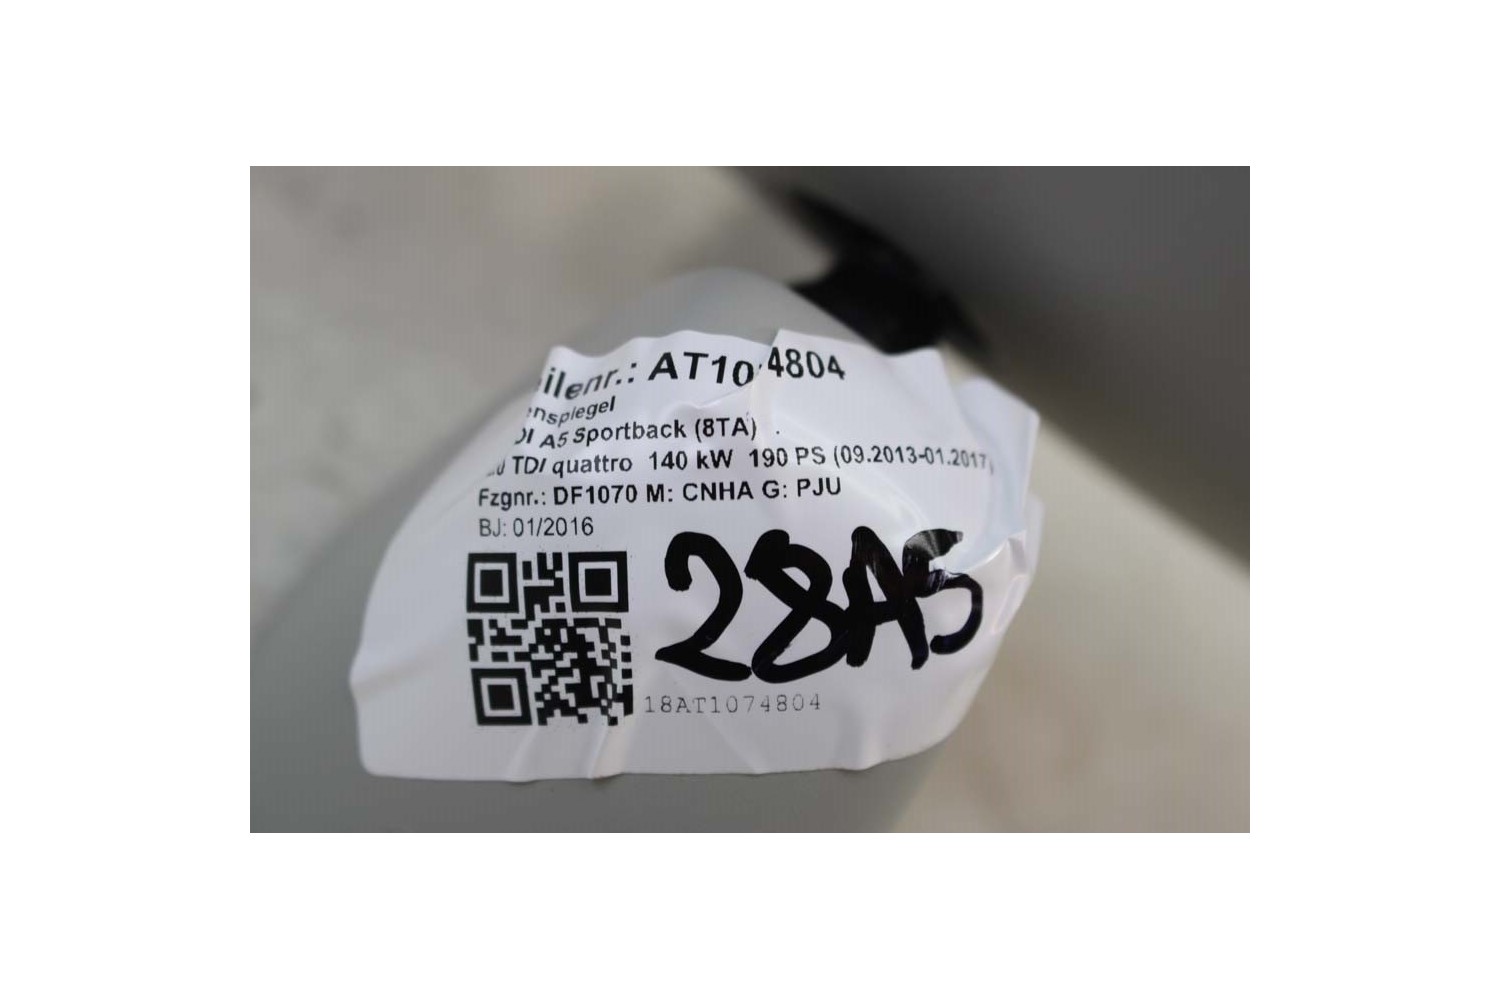 ilenr.: AT10 4804
nspiegel
DI A5 Sportback (8TA)
TDI quattro 140 kW 190 PS (09.2013-01.2017)
Fzgnr.: DF1070 M: CNHA G: PJU
BJ: 01/2016
28A5
18AT1074804